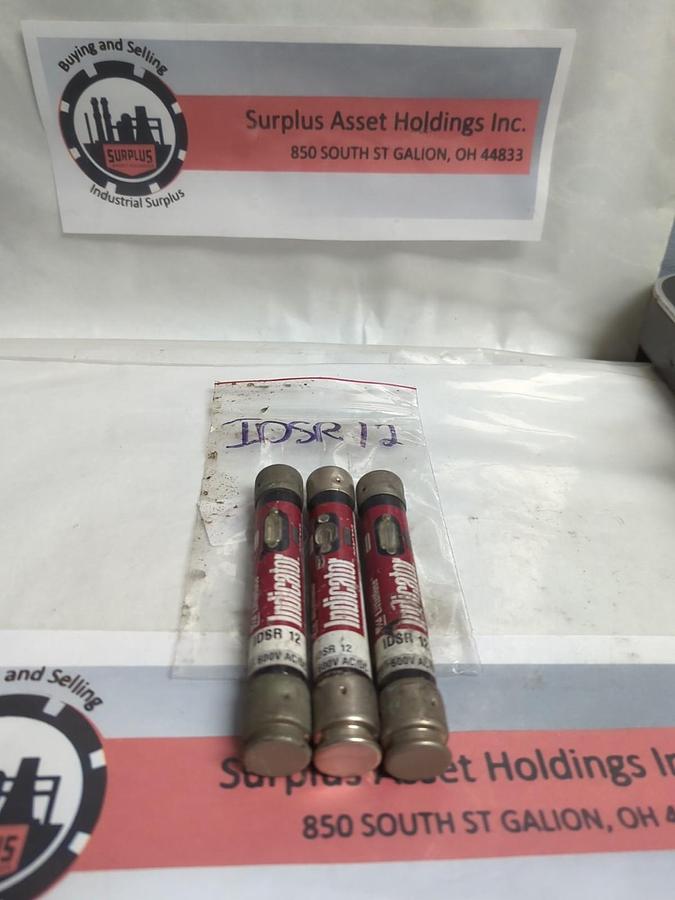 Buying and Selling
SURPLUS
Industrial Surplus
Surplus Asset Holdings Inc.
850 SOUTH ST GALION, OH 44833
IDSR 12
Indicator
IDSR 12
600V AC/DC
Indicator
IDSR 12
600V AC/DC
Indicator
IDSR 12
600V AC/D
and Selling
Surplus Asset Holdings In
850 SOUTH ST GALION, OH 4